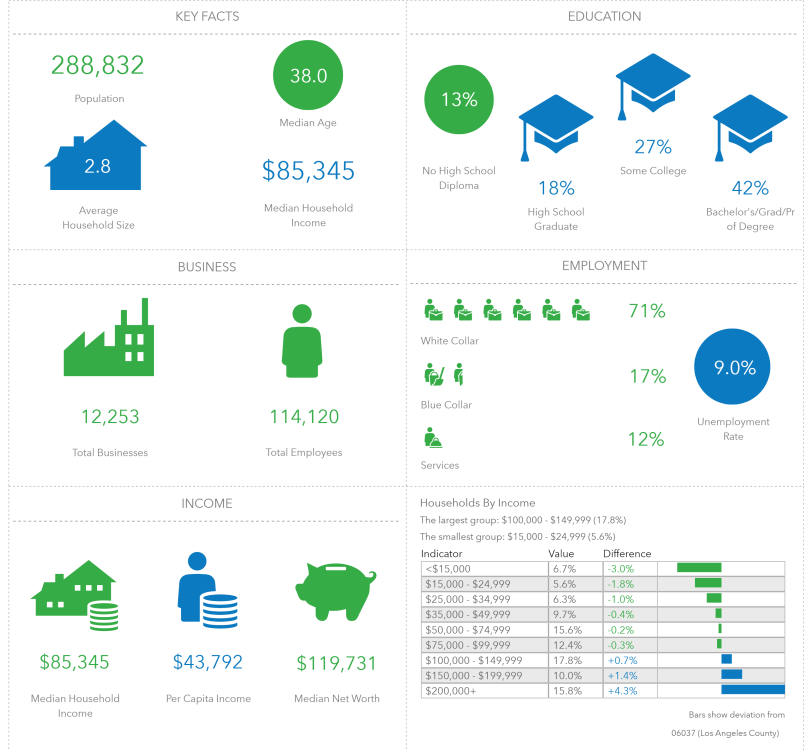 KEY FACTS
288,832
Population
38.0
Median Age
2.8
Average
Household Size
$85,345
Median Household
Income
EDUCATION
13%
No High School
Diploma
18%
High School
Graduate
27%
Some College
42%
Bachelor's/Grad/Pr
of Degree
BUSINESS
12,253
Total Businesses
114,120
Total Employees
EMPLOYMENT
71%
White Collar
17%
Blue Collar
12%
Services
9.0%
Unemployment
Rate
INCOME
$85,345
Median Household
Income
$43,792
Per Capita Income
$119,731
Median Net Worth
Households By Income
The largest group: $100,000 - $149,999 (17.8%)
The smallest group: $15,000 - $24,999 (5.6%)
Indicator Value Difference
<$15,000 6.7% -3.0%
$15,000 - $24,999 5.6% -1.8%
$25,000 - $34,999 6.3% -1.0%
$35,000 - $49,999 9.7% -0.4%
$50,000 - $74,999 15.6% -0.2%
$75,000 - $99,999 12.4% -0.3%
$100,000 - $149,999 17.8% +0.7%
$150,000 - $199,999 10.0% +1.4%
$200,000+ 15.8% +4.3%
Bars show deviation from
06037 (Los Angeles County)